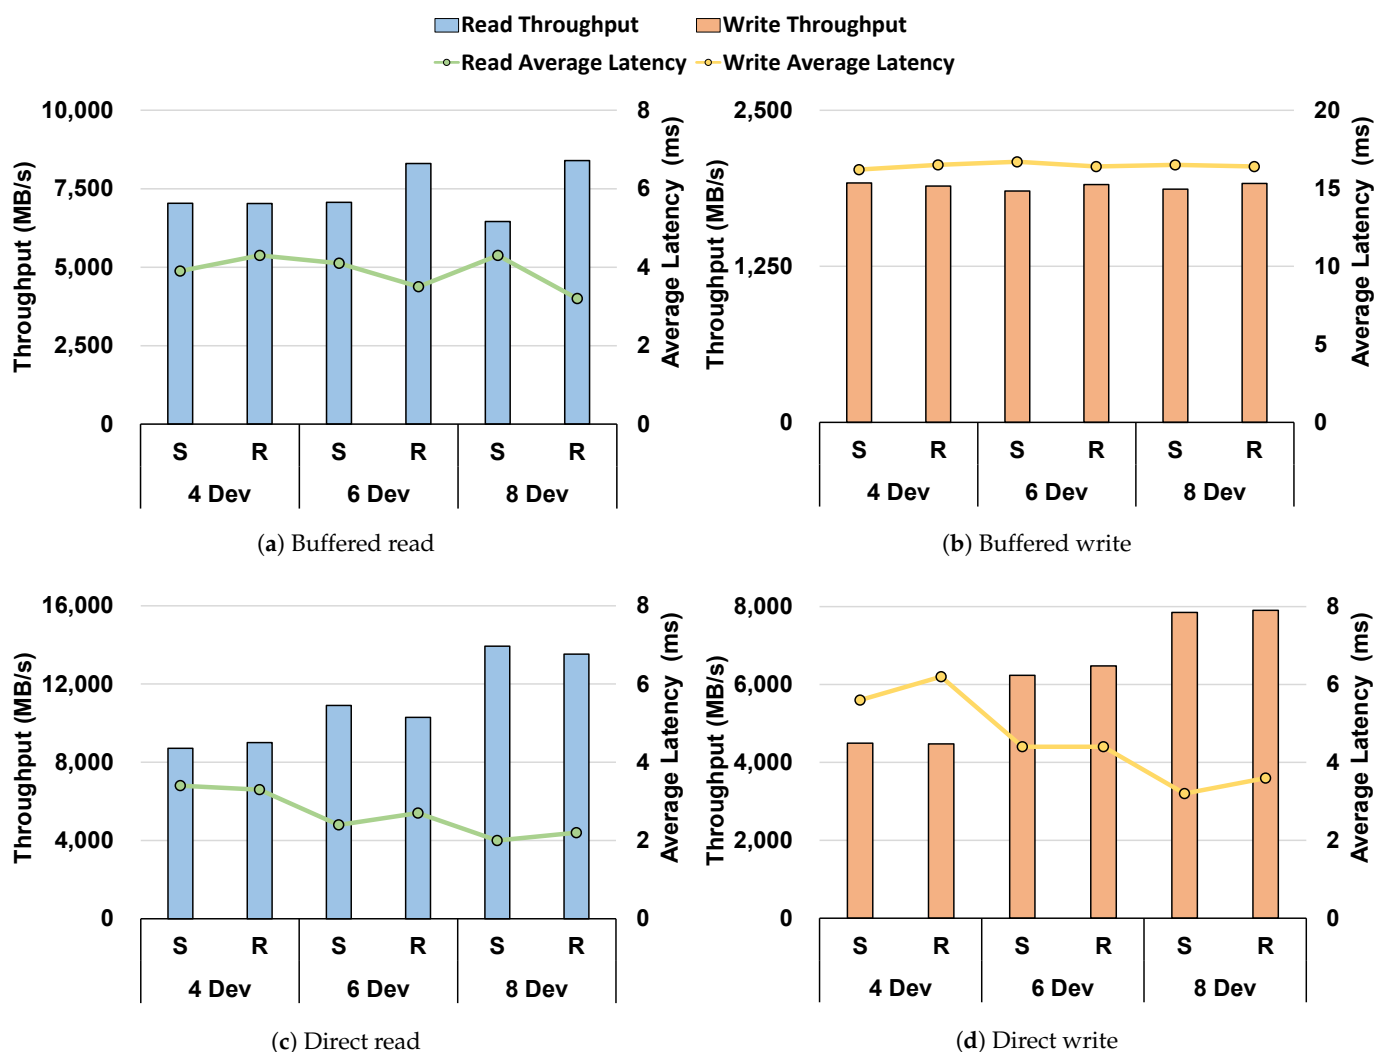 Read Throughput Write Throughput
Read Average Latency Write Average Latency
10,000
7,500
5,000
2,500
0
Throughput (MB/s)
8
6
4
2
0
Average Latency (ms)
S R S R S R
4 Dev 6 Dev 8 Dev
(a) Buffered read
2,500
1,250
0
Throughput (MB/s)
20
15
10
5
0
Average Latency (ms)
S R S R S R
4 Dev 6 Dev 8 Dev
(b) Buffered write
16,000
12,000
8,000
4,000
0
Throughput (MB/s)
8
6
4
2
0
Average Latency (ms)
S R S R S R
4 Dev 6 Dev 8 Dev
(c) Direct read
8,000
6,000
4,000
2,000
0
Throughput (MB/s)
8
6
4
2
0
Average Latency (ms)
S R S R S R
4 Dev 6 Dev 8 Dev
(d) Direct write